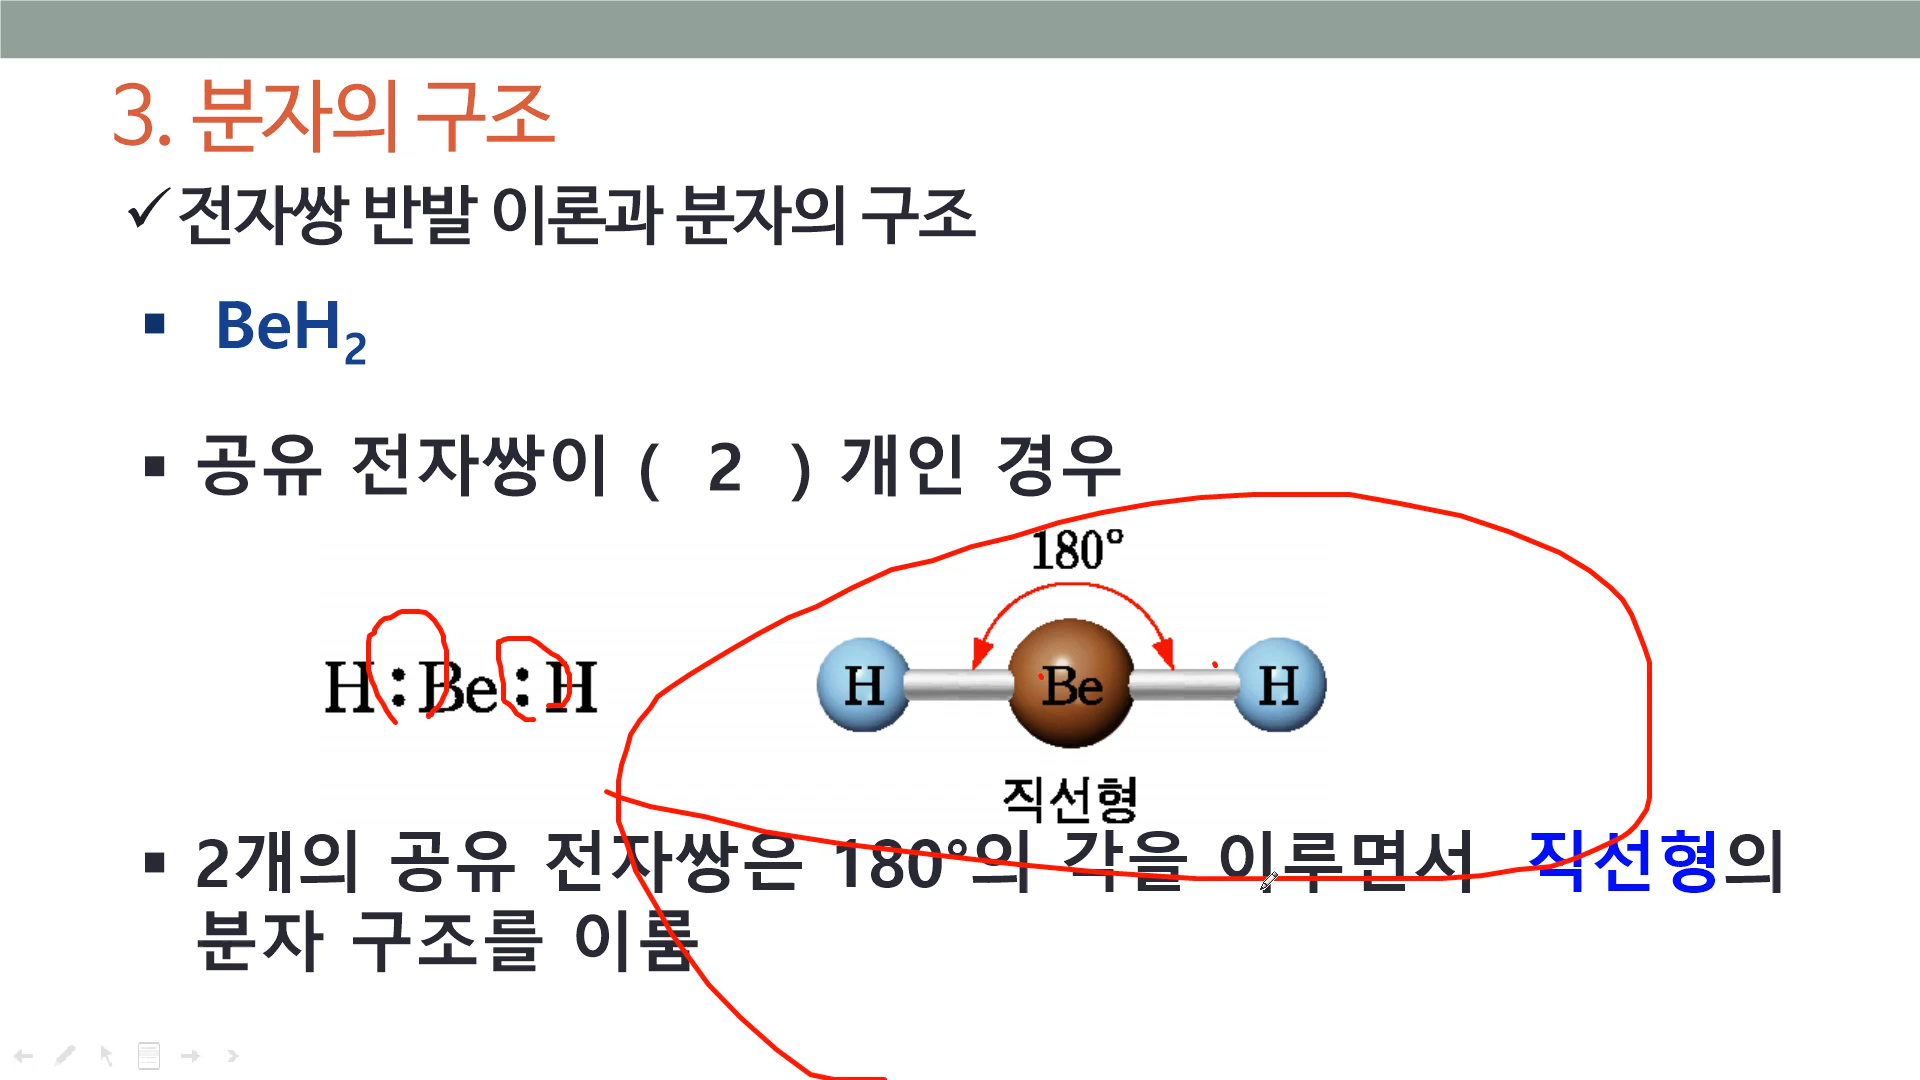 3. 분자의 구조
✓전자쌍 반발 이론과 분자의 구조
▪ BeH₂
▪ 공유 전자쌍이 ( 2 ) 개인 경우
180°
H:Be:H
H Be H
직선형
▪ 2개의 공유 전자쌍은 180°의 각을 이루면서 직선형의
분자 구조를 이룸